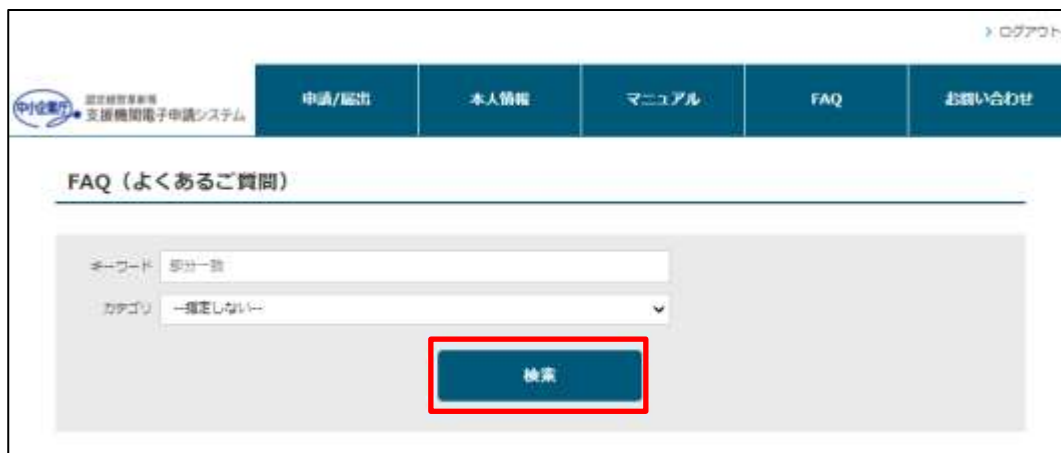 ログアウト
中小企業庁
認定経営革新等
支援機関電子申請システム
申請/届出
本人情報
マニュアル
FAQ
お問い合わせ
FAQ（よくあるご質問）
キーワード 部分一致
カテゴリ --指定しない--
検索